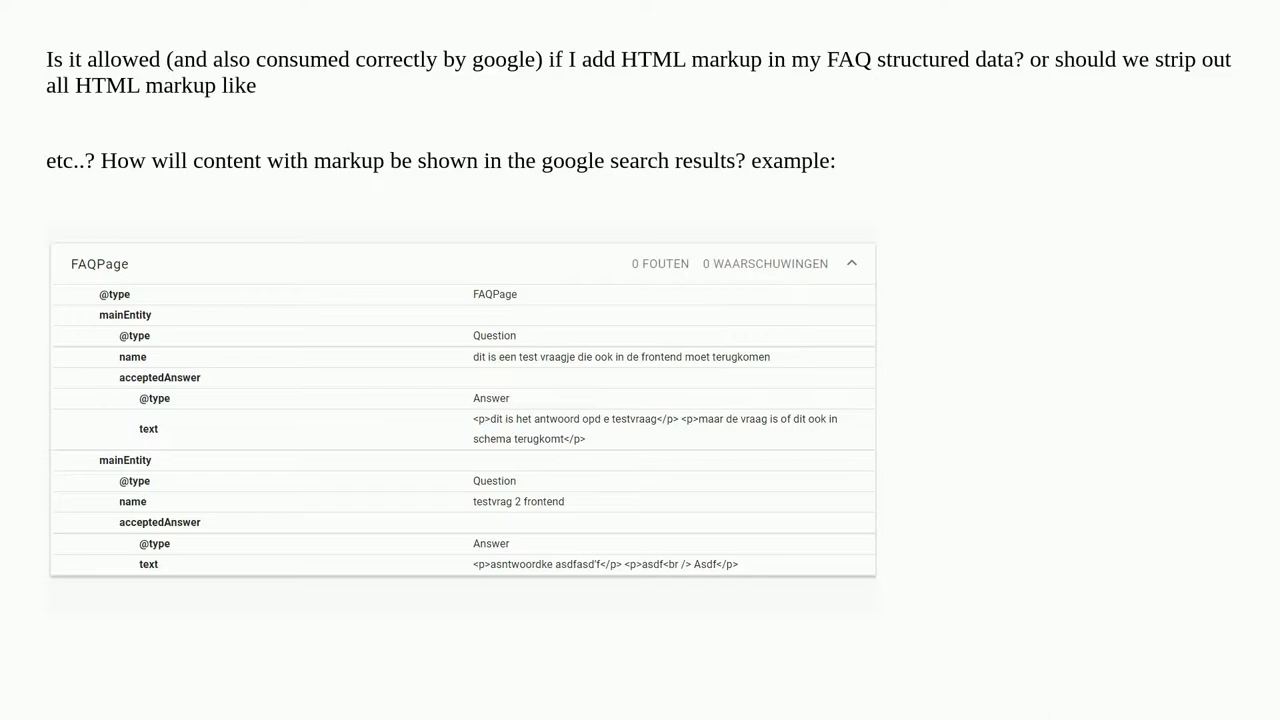 Is it allowed (and also consumed correctly by google) if I add HTML markup in my FAQ structured data? or should we strip out
all HTML markup like
etc..? How will content with markup be shown in the google search results? example:
FAQPage 0 FOUTEN 0 WAARSCHUWINGEN
@type FAQPage
mainEntity
@type Question
name dit is een test vraagje die ook in de frontend moet terugkomen
acceptedAnswer
@type Answer
text <p>dit is het antwoord opd e testvraag</p> <p>maar de vraag is of dit ook in
schema terugkomt</p>
mainEntity
@type Question
name testvrag 2 frontend
acceptedAnswer
@type Answer
text <p>asntwoordke asdfasd'f</p> <p>asdf<br /> Asdf</p>